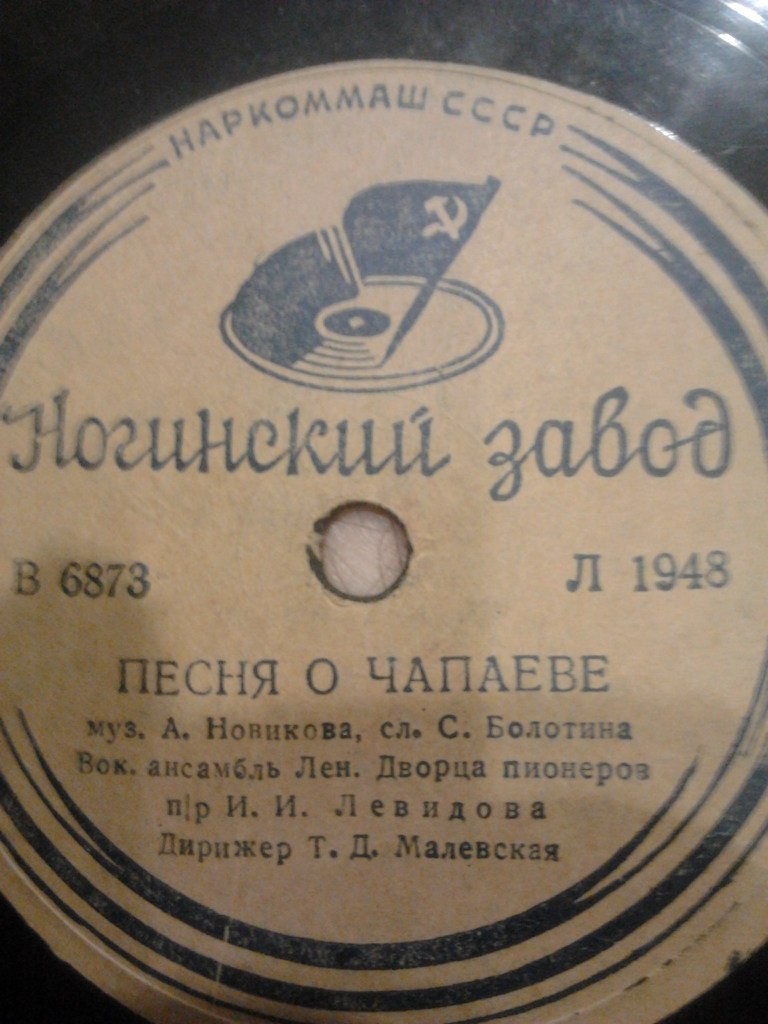 НАРКОММАШ СССР
Ногинский завод
В 6873 Л 1948
ПЕСНЯ О ЧАПАЕВЕ
муз. А. Новикова, сл. С. Болотина
Вок. ансамбль Лен. Дворца пионеров
п|р И. И. Левидова
Дирижер Т. Д. Малевская